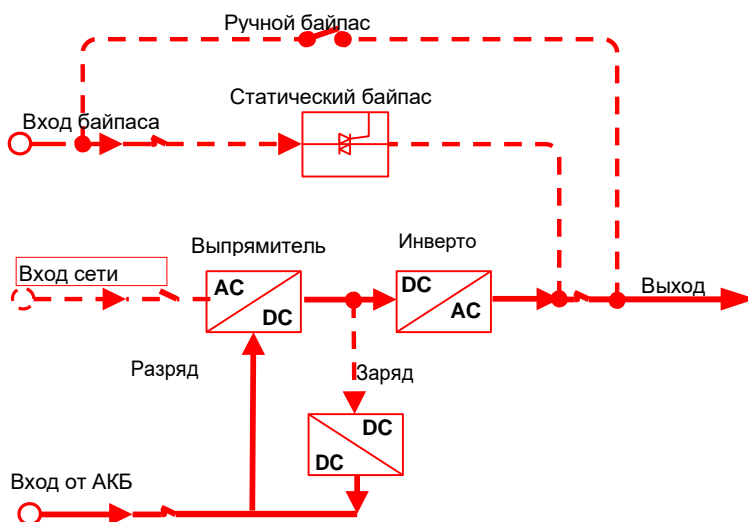 Ручной байпас
Статический байпас
Вход байпаса
Выпрямитель
Инверто
Вход сети
AC
DC
DC
AC
Выход
Разряд
Заряд
DC
DC
Вход от АКБ